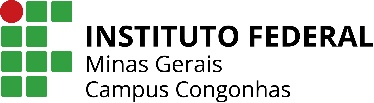 INSTITUTO FEDERAL
Minas Gerais
Campus Congonhas